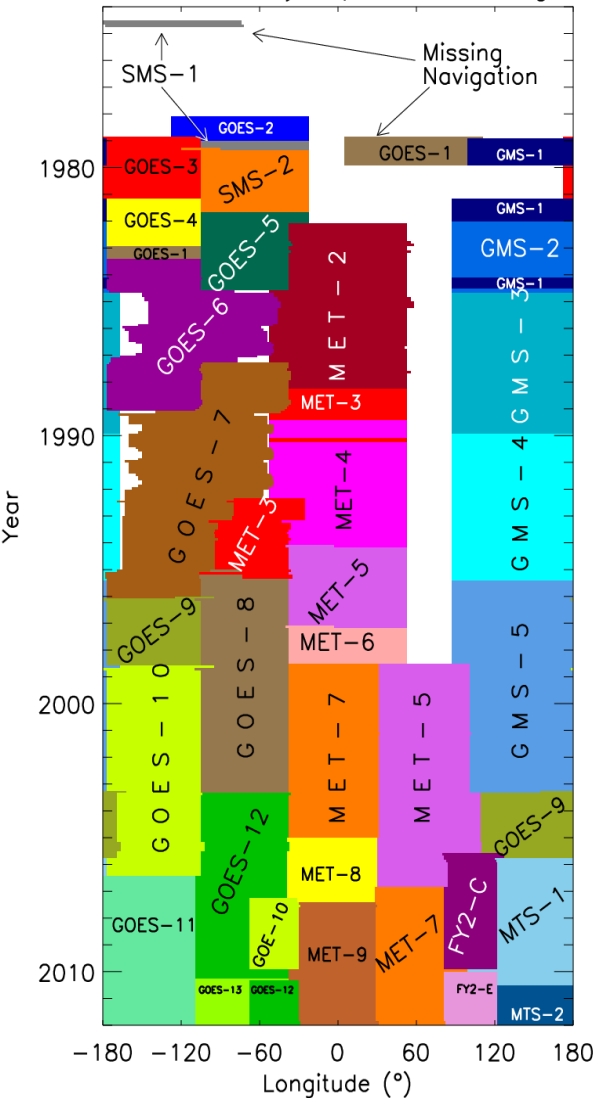 Missing
Navigation
SMS-1
GOES-2
GOES-1
GMS-1
GOES-3
SMS-2
1980
GOES-4
GMS-1
GOES-5
GMS-2
GOES-1
MET-2
GMS-1
GOES-6
GMS-3
MET-3
GOES-7
1990
MET-4
GMS-4
MET-3
Year
MET-5
GOES-8
GOES-9
MET-6
GMS-5
GOES-10
2000
MET-7
MET-5
GOES-12
GOES-9
MET-8
GOES-11
GOE-10
MET-9
MET-7
FY2-C
MTS-1
2010
GOES-13
GOES-12
FY2-E
MTS-2
-180 -120 -60 0 60 120 180
Longitude (°)